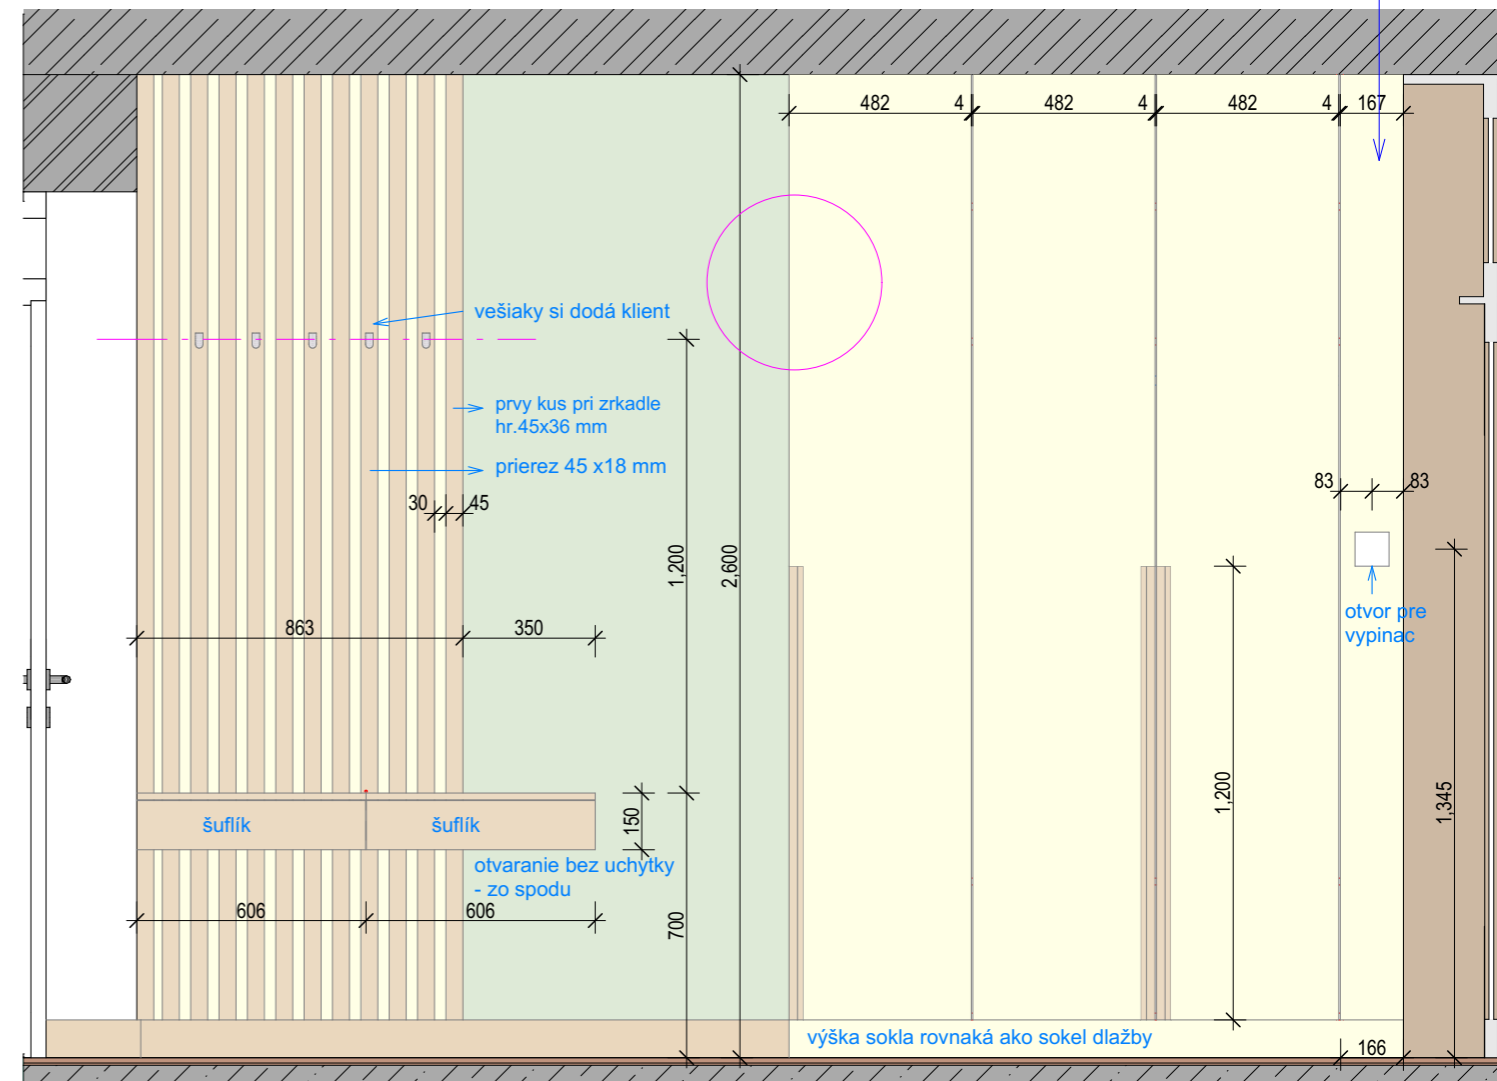 482
4
482
4
482
4
167
vešiaky si dodá klient
prvy kus pri zrkadle
hr.45x36 mm
prierez 45 x18 mm
30
45
83
83
1,200
2,600
otvor pre
vypinac
863
350
1,200
1,345
šuflík
šuflík
150
otvaranie bez uchytky
- zo spodu
606
606
700
výška sokla rovnaká ako sokel dlažby
166